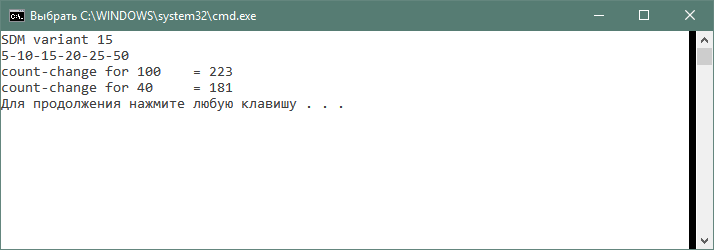 Выбрать C:\WINDOWS\system32\cmd.exe
SDM variant 15
5-10-15-20-25-50
count-change for 100    = 223
count-change for 40     = 181
Для продолжения нажмите любую клавишу . . .